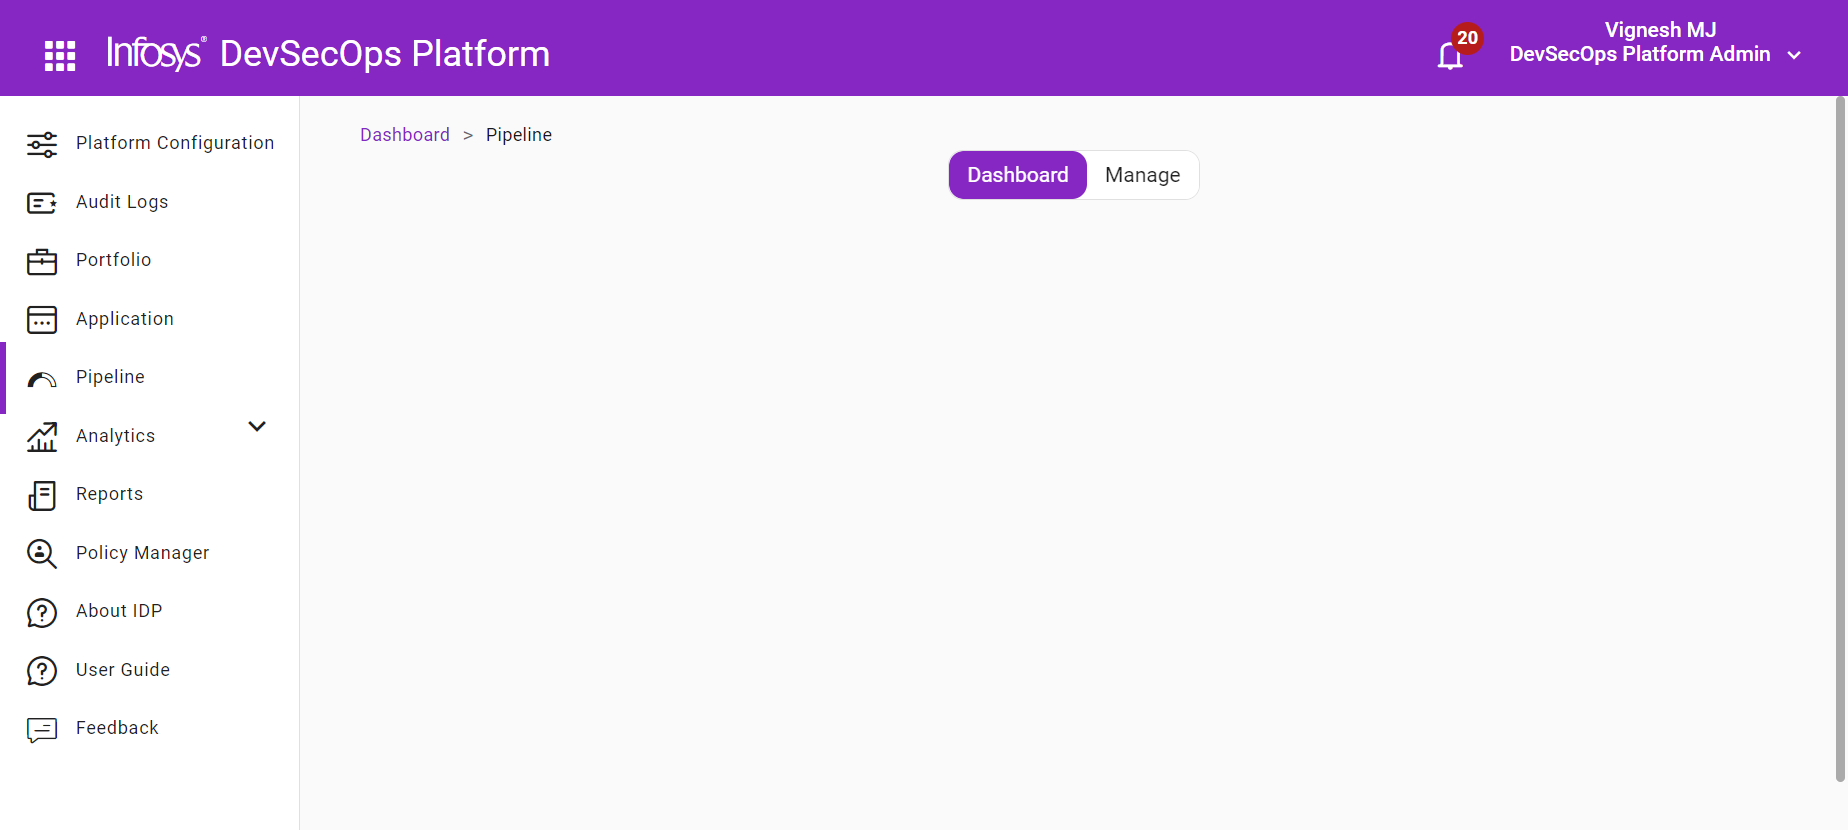 Infosys® DevSecOps Platform
20
Vignesh MJ
DevSecOps Platform Admin
Platform Configuration
Audit Logs
Portfolio
Application
Pipeline
Analytics
Reports
Policy Manager
About IDP
User Guide
Feedback
Dashboard > Pipeline
Dashboard Manage